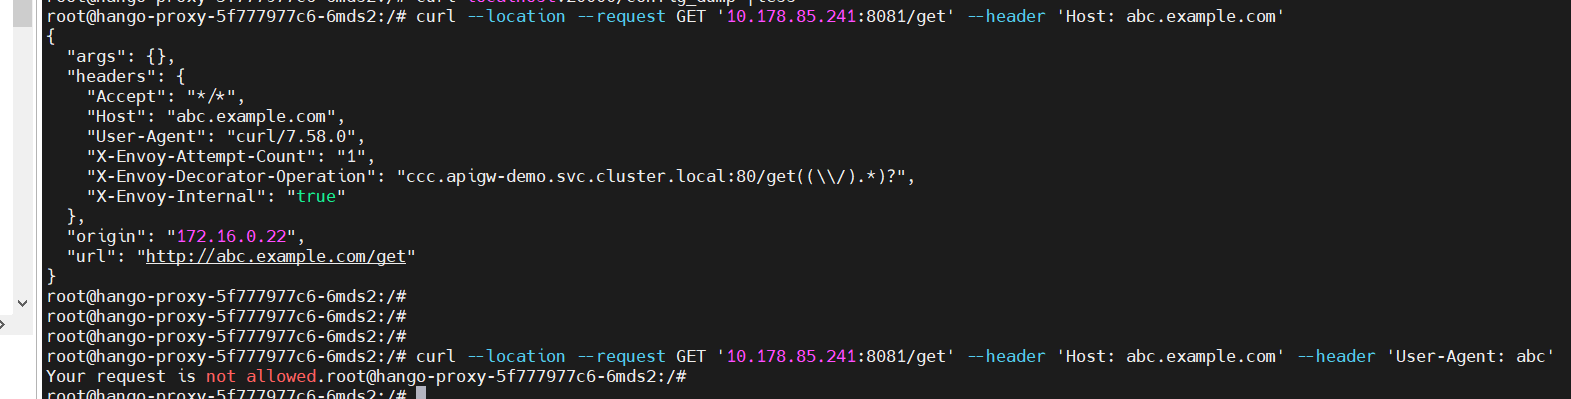 root@hango-proxy-5f777977c6-6mds2:/# curl --location --request GET '10.178.85.241:8081/get' --header 'Host: abc.example.com'
{
  "args": {},
  "headers": {
    "Accept": "*/*",
    "Host": "abc.example.com",
    "User-Agent": "curl/7.58.0",
    "X-Envoy-Attempt-Count": "1",
    "X-Envoy-Decorator-Operation": "ccc.apigw-demo.svc.cluster.local:80/get((\\/).*)?",
    "X-Envoy-Internal": "true"
  },
  "origin": "172.16.0.22",
  "url": "http://abc.example.com/get"
}
root@hango-proxy-5f777977c6-6mds2:/#
root@hango-proxy-5f777977c6-6mds2:/#
root@hango-proxy-5f777977c6-6mds2:/#
root@hango-proxy-5f777977c6-6mds2:/# curl --location --request GET '10.178.85.241:8081/get' --header 'Host: abc.example.com' --header 'User-Agent: abc'
Your request is not allowed.root@hango-proxy-5f777977c6-6mds2:/#
root@hango-proxy-5f777977c6-6mds2:/#